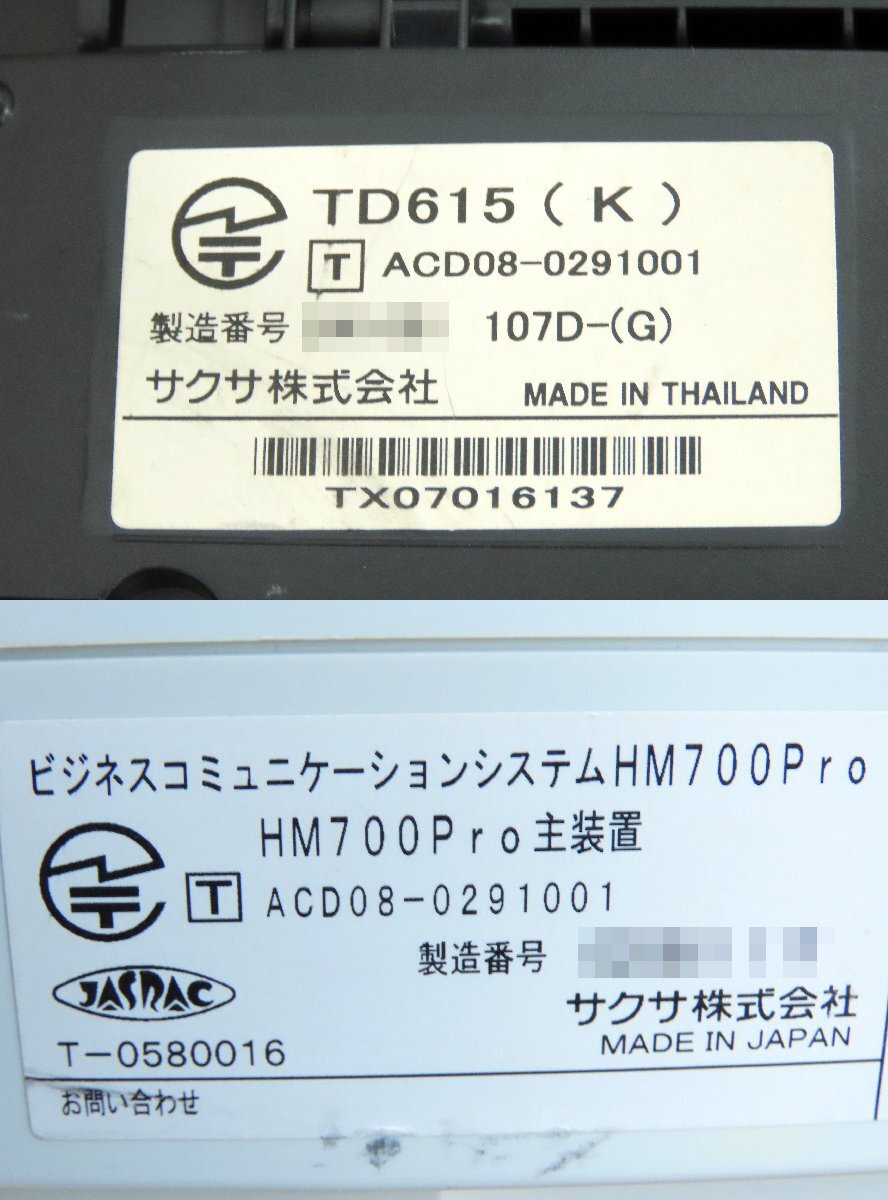 TD615（K）
T ACD08-0291001
製造番号 107D-(G)
サクサ株式会社 MADE IN THAILAND
TX07016137
ビジネスコミュニケーションシステムHM700Pro
HM700Pro主装置
T ACD08-0291001
製造番号
JASRAC
サクサ株式会社
T-0580016
MADE IN JAPAN
お問い合わせ